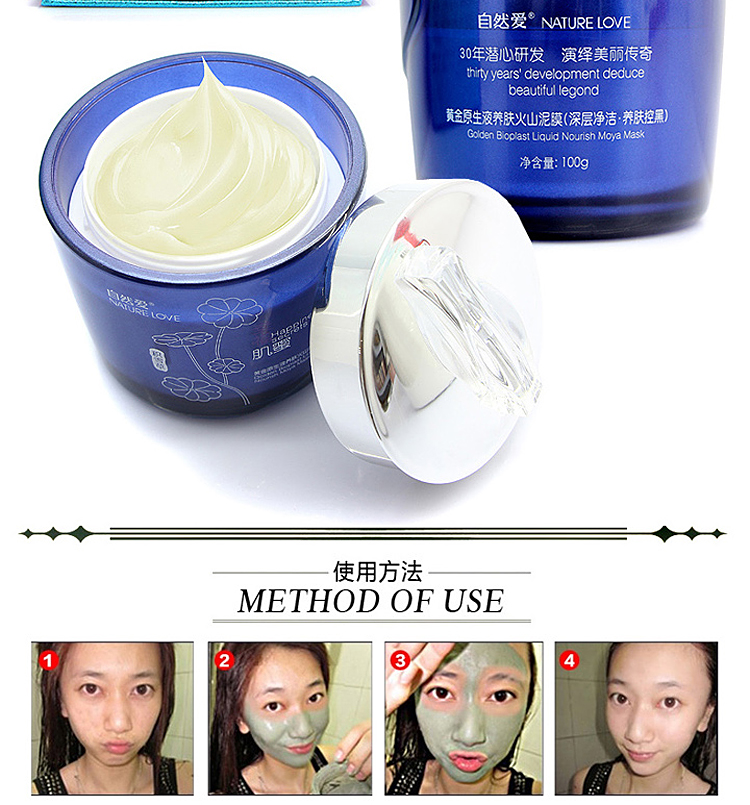 自然爱® NATURE LOVE
30年潜心研发 演绎美丽传奇
thirty years' development deduce
beautiful legond
黄金原生液养肤火山泥膜(深层净洁·养肤控黑)
Golden Bioplast Liquid Nourish Moya Mask
净含量: 100g
自然爱®
NATURE LOVE
肌
使用方法
METHOD OF USE
1
2
3
4